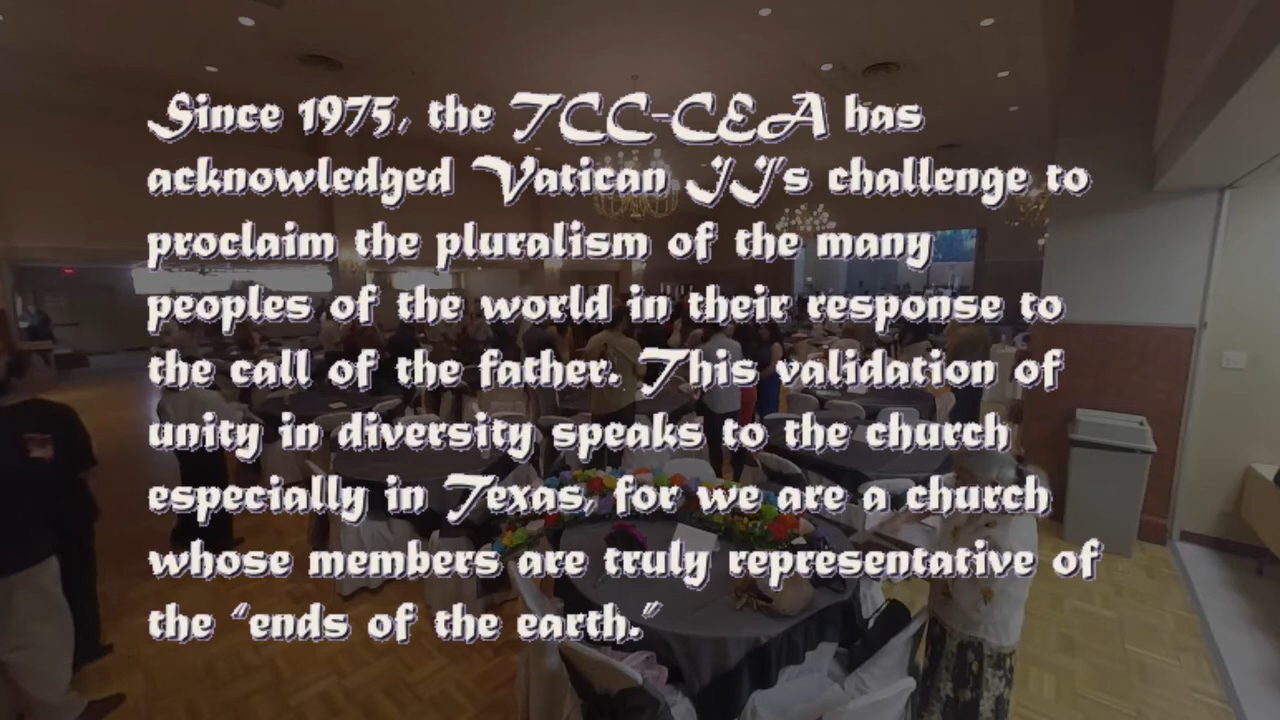 Since 1975, the TCC-CEA has
acknowledged Vatican II's challenge to
proclaim the pluralism of the many
peoples of the world in their response to
the call of the father. This validation of
unity in diversity speaks to the church
especially in Texas, for we are a church
whose members are truly representative of
the “ends of the earth.”